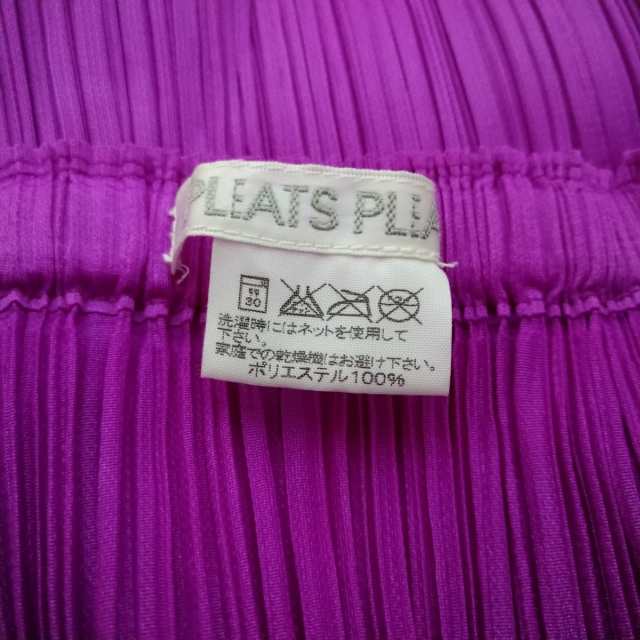 PLEATS PLEA
30
洗濯時にはネットを使用して
下さい。
家庭での乾燥機はお避け下さい。
ポリエステル100%